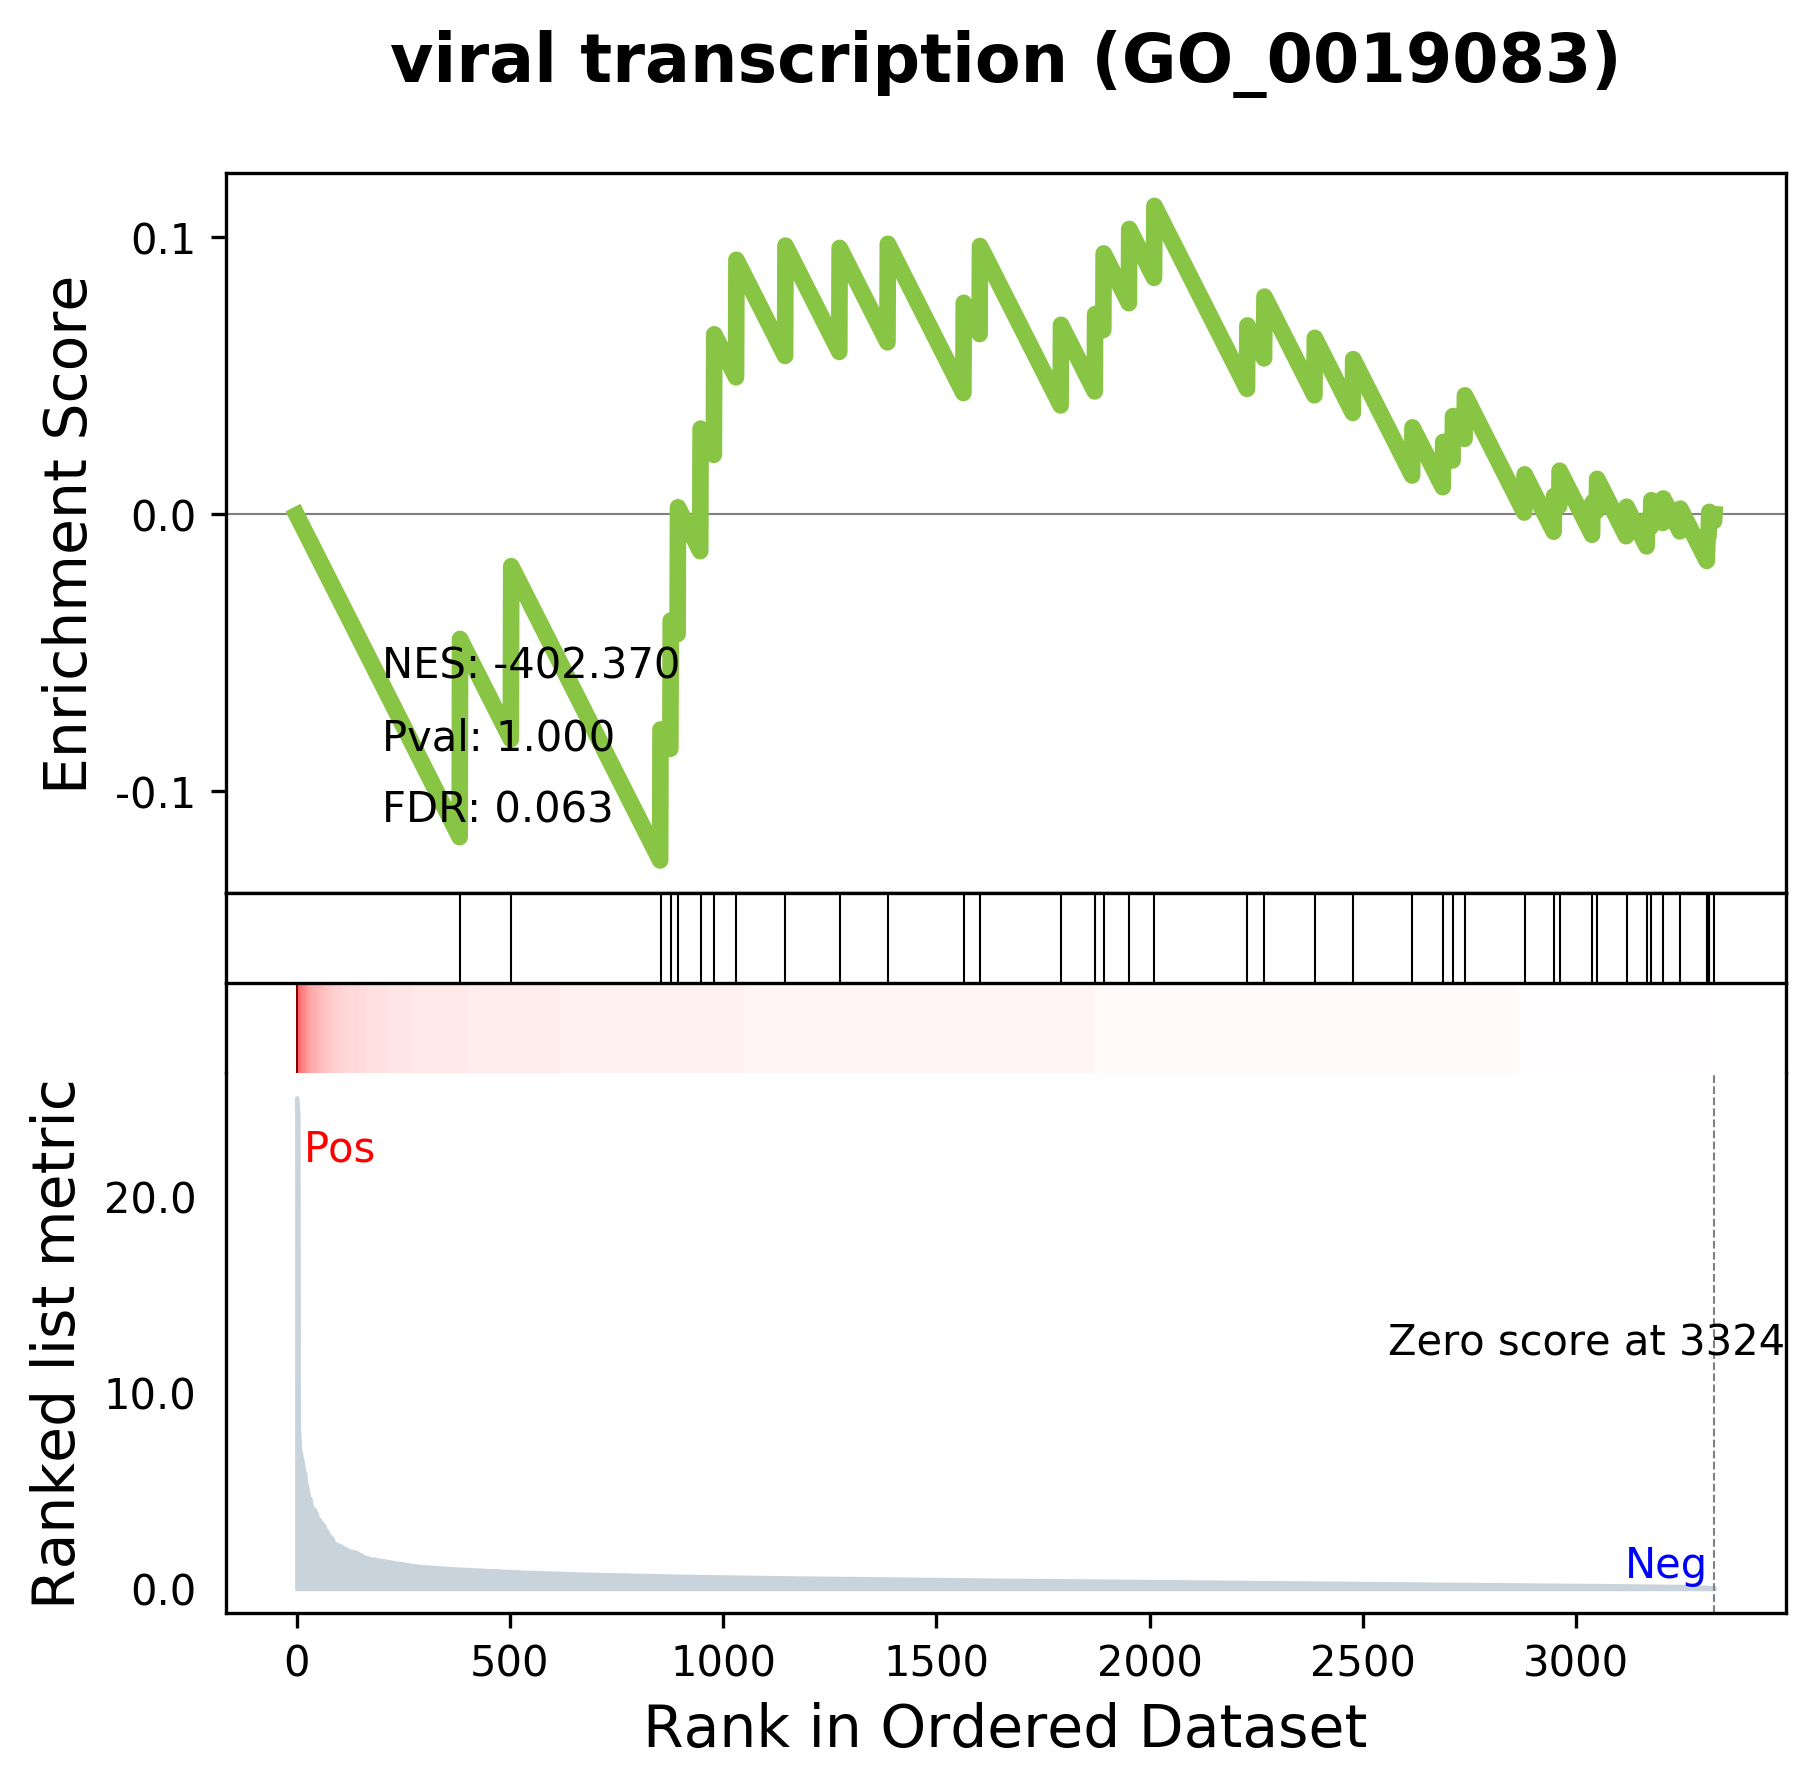 viral transcription (GO_0019083)
Enrichment Score
0.1
0.0
-0.1
NES: -402.370
Pval: 1.000
FDR: 0.063
Ranked list metric
Pos
20.0
10.0
0.0
Zero score at 3324
Neg
0 500 1000 1500 2000 2500 3000
Rank in Ordered Dataset